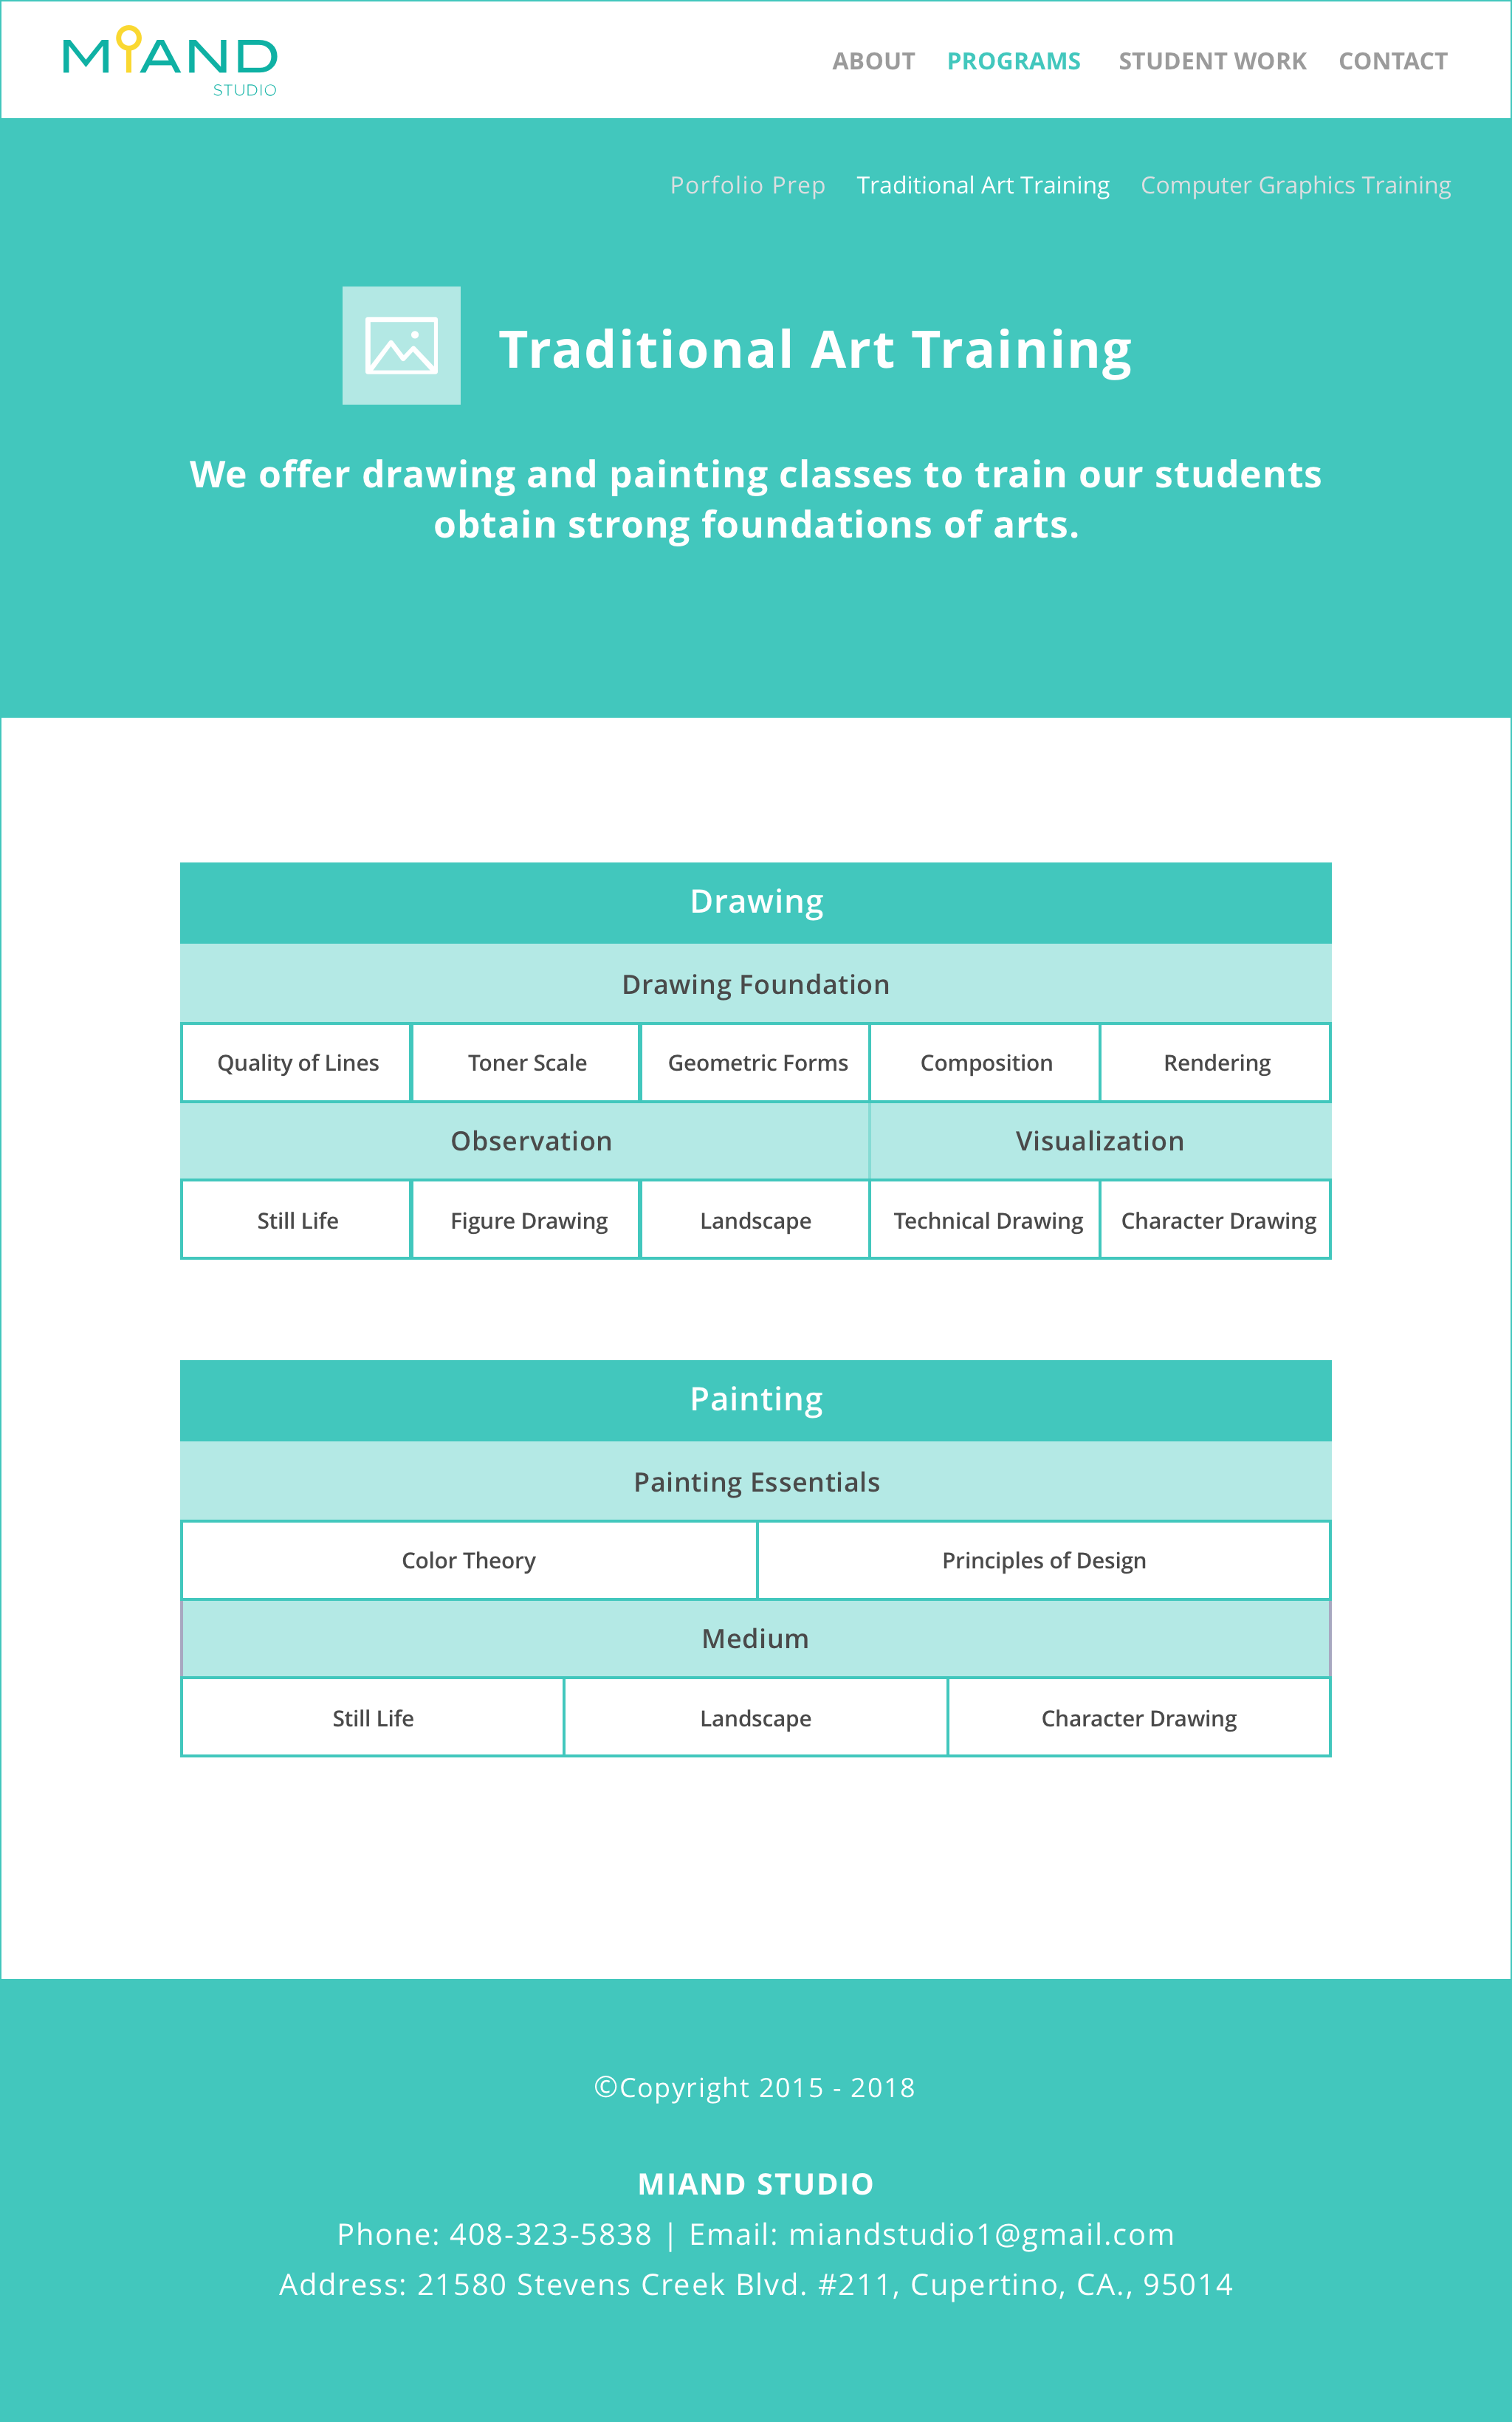 MIAND
STUDIO
ABOUT PROGRAMS STUDENT WORK CONTACT
Porfolio Prep Traditional Art Training Computer Graphics Training
Traditional Art Training
We offer drawing and painting classes to train our students
obtain strong foundations of arts.
Drawing
Drawing Foundation
Quality of Lines Toner Scale Geometric Forms Composition Rendering
Observation Visualization
Still Life Figure Drawing Landscape Technical Drawing Character Drawing
Painting
Painting Essentials
Color Theory Principles of Design
Medium
Still Life Landscape Character Drawing
©Copyright 2015 - 2018
MIAND STUDIO
Phone: 408-323-5838 | Email: miandstudio1@gmail.com
Address: 21580 Stevens Creek Blvd. #211, Cupertino, CA., 95014